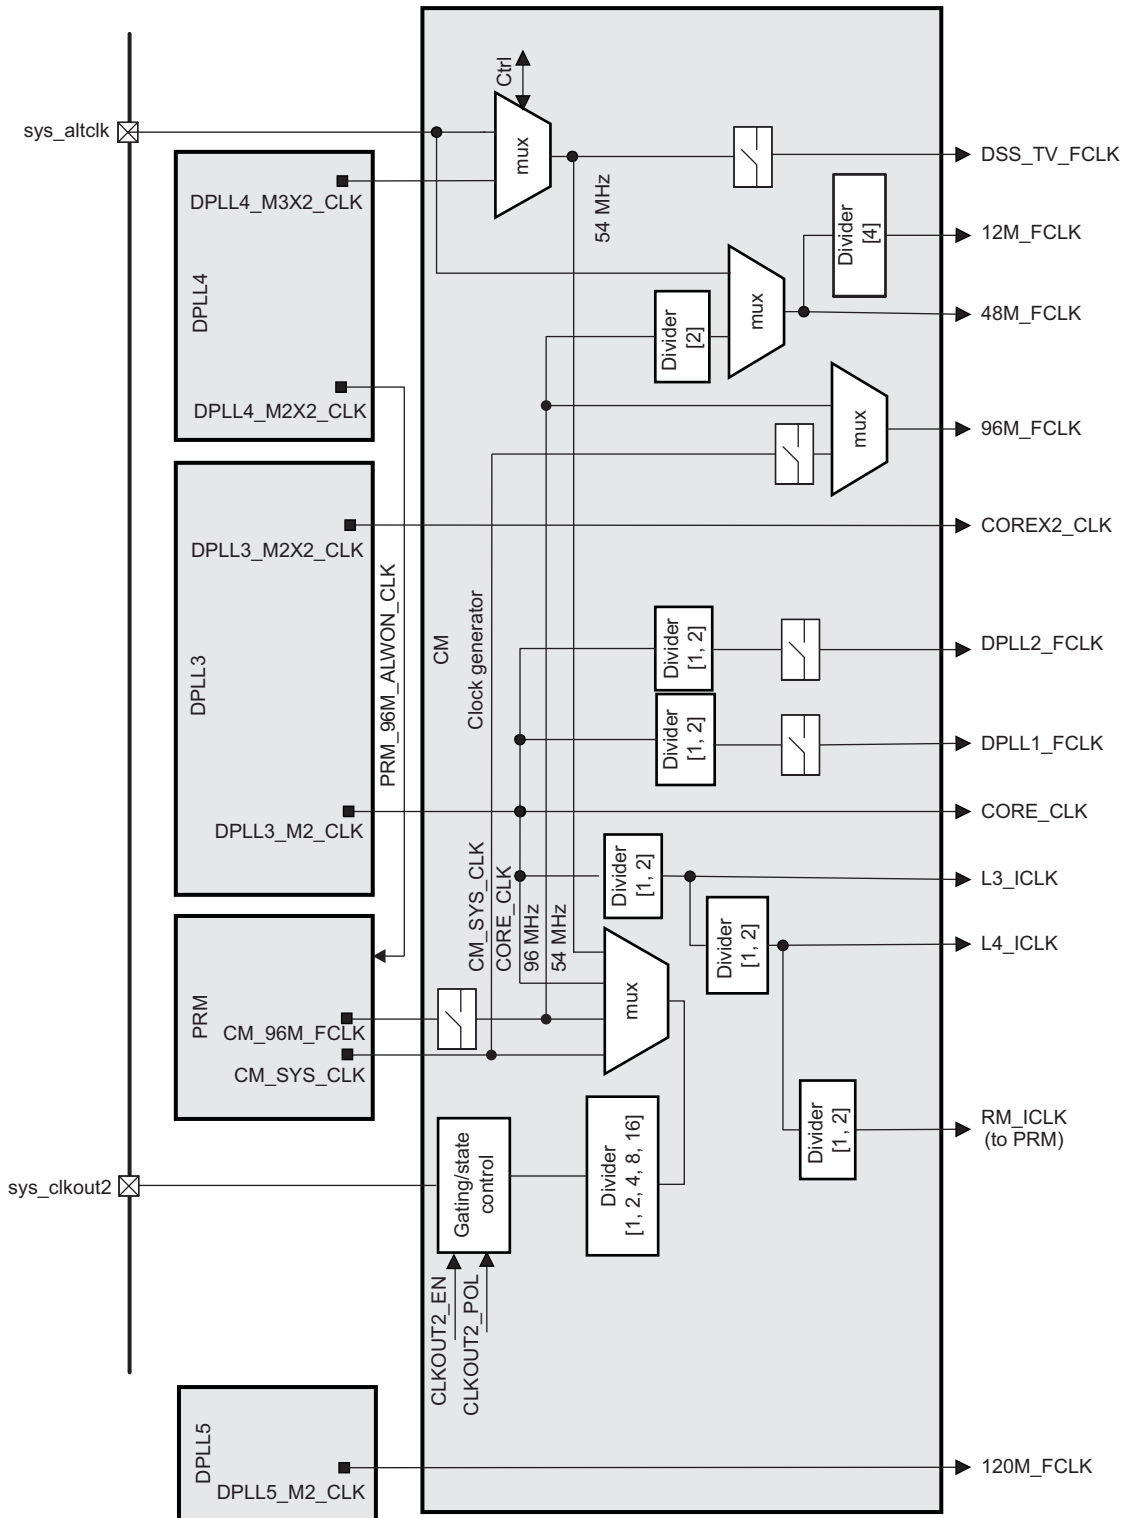 Ctrl
sys_altclk
mux
DSS_TV_FCLK
DPLL4_M3X2_CLK
54 MHz
Divider
[4]
12M_FCLK
DPLL4
mux
Divider
[2]
48M_FCLK
DPLL4_M2X2_CLK
mux
96M_FCLK
DPLL3_M2X2_CLK
COREX2_CLK
PRM_96M_ALWON_CLK
CM
Clock generator
Divider
[1, 2]
DPLL2_FCLK
DPLL3
Divider
[1, 2]
DPLL1_FCLK
DPLL3_M2_CLK
CORE_CLK
CM_SYS_CLK
CORE_CLK
96 MHz
54 MHz
Divider
[1, 2]
L3_ICLK
Divider
[1, 2]
L4_ICLK
PRM
CM_96M_FCLK
CM_SYS_CLK
mux
Divider
[1, 2]
RM_ICLK
(to PRM)
sys_clkout2
Gating/state
control
Divider
[1, 2, 4, 8, 16]
CLKOUT2_EN
CLKOUT2_POL
DPLL5
DPLL5_M2_CLK
120M_FCLK